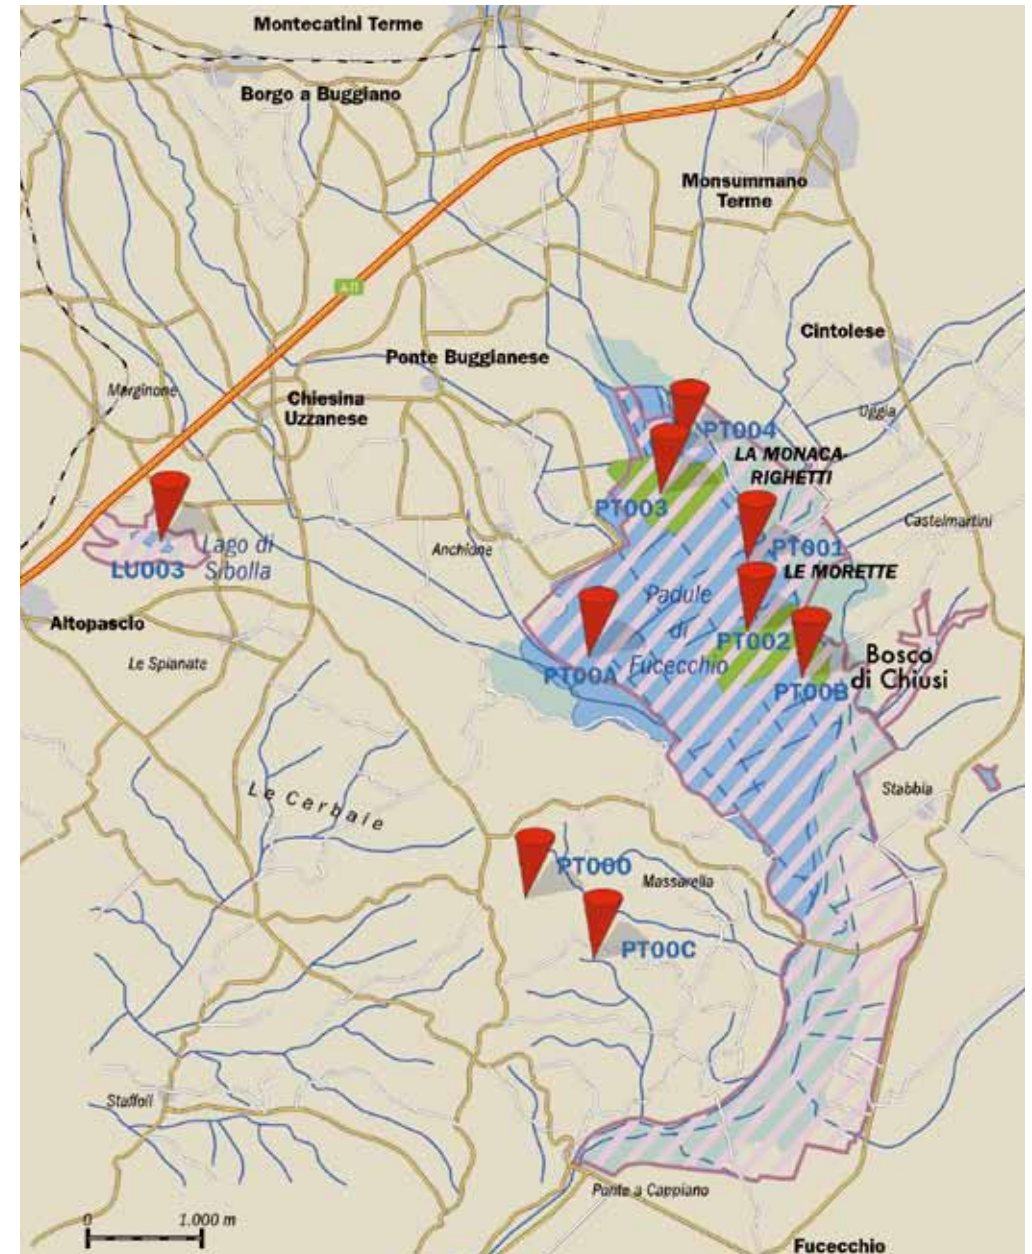 Montecatini Terme
Borgo a Buggiano
Monsummano
Terme
A11
Cintolese
Ponte Buggianese
Marginone
Chiesina
Uzzanese
Uggia
PT004
LA MONACA-
RIGHETTI
PT003
Castelmartini
PT001
Anchione
Lago di
Sibolla
LU003
LE MORETTE
Padule
di
Fucecchio
Altopascio
PT002
Le Spianate
Bosco
di Chiusi
PT00A
PT00B
Stabbia
Le Cerbaie
PT00D
Massarella
PT00C
Staffoli
Ponte a Cappiano
0
1.000 m
Fucecchio